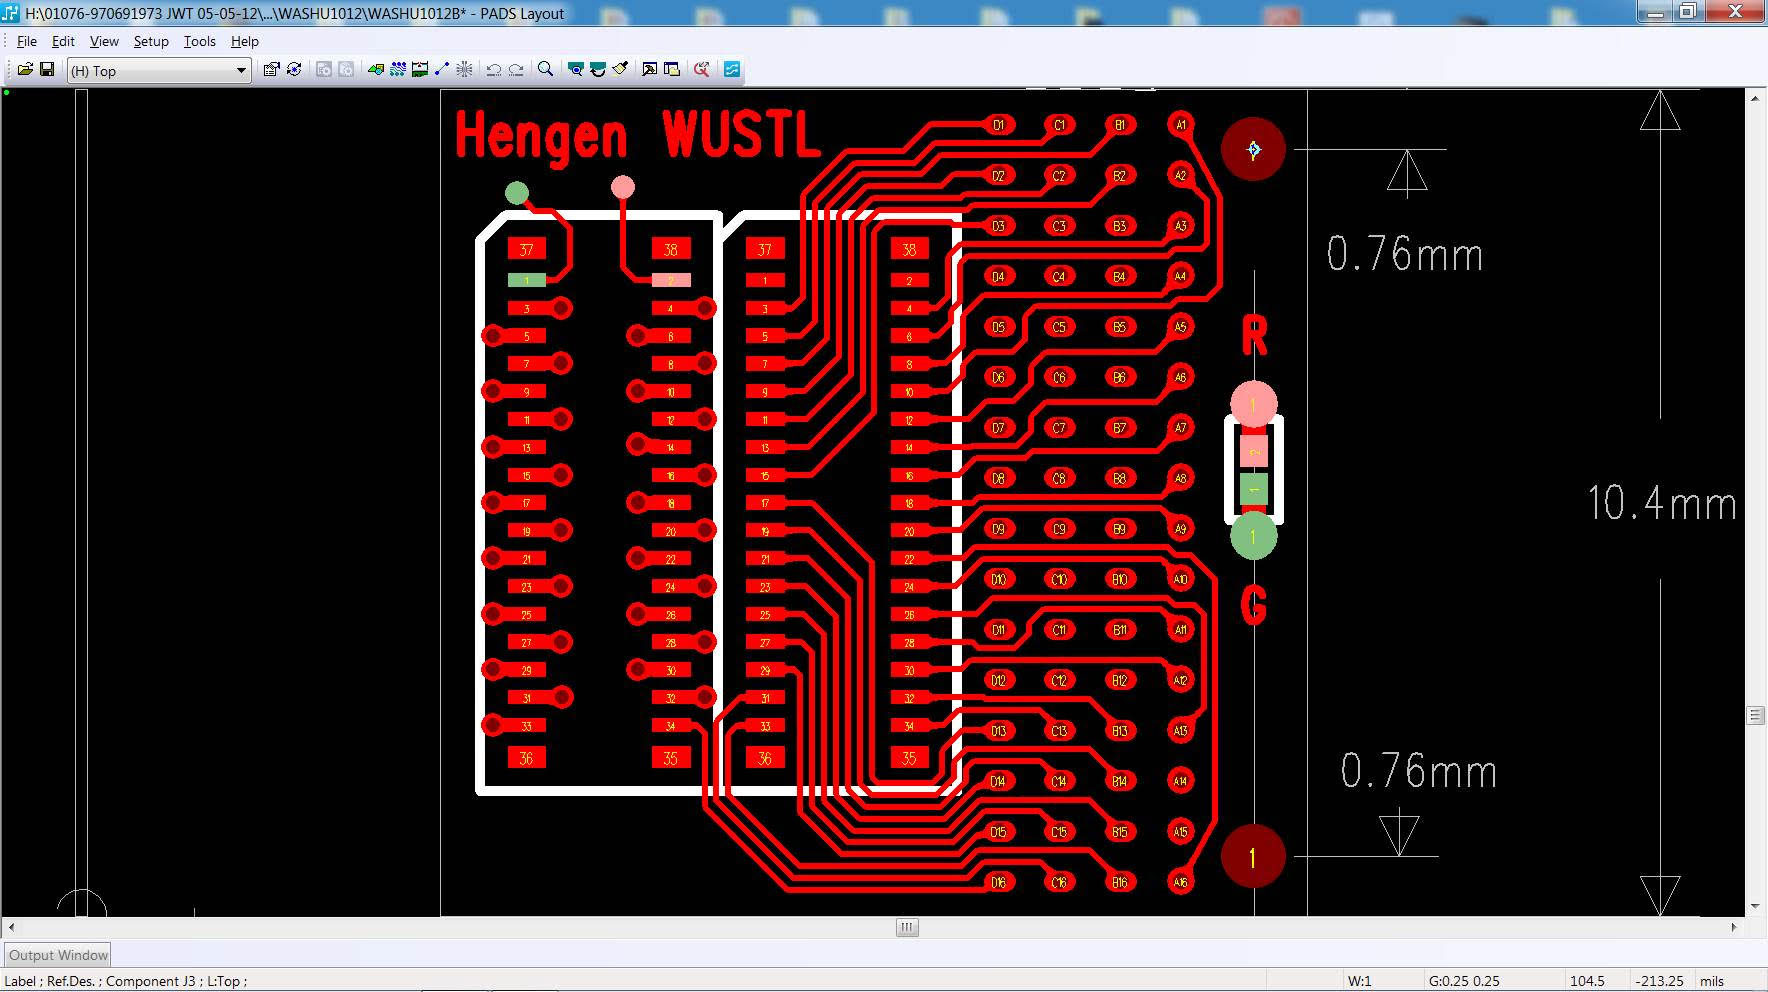 H:\01076-970691973 JWT 05-05-12\...\WASHU1012\WASHU1012B* - PADS Layout
File Edit View Setup Tools Help
(H) Top
Hengen WUSTL
D1 C1 B1 A1
D2 C2 B2 A2
D3 C3 B3 A3
D4 C4 B4 A4
D5 C5 B5 A5
D6 C6 B6 A6
D7 C7 B7 A7
D8 C8 B8 A8
D9 C9 B9 A9
D10 C10 B10 A10
D11 C11 B11 A11
D12 C12 B12 A12
D13 C13 B13 A13
D14 C14 B14 A14
D15 C15 B15 A15
D16 C16 B16 A16
37 38 37 38
1 2 1 2
3 4 3 4
5 6 5 6
7 8 7 8
9 10 9 10
11 12 11 12
13 14 13 14
15 16 15 16
17 18 17 18
19 20 19 20
21 22 21 22
23 24 23 24
25 26 25 26
27 28 27 28
29 30 29 30
31 32 31 32
33 34 33 34
36 35 36 35
0.76mm
R
1
2
1
1
G
10.4mm
0.76mm
1
Output Window
Label ; Ref.Des. ; Component J3 ; L:Top ; W:1 G:0.25 0.25 104.5 -213.25 mils